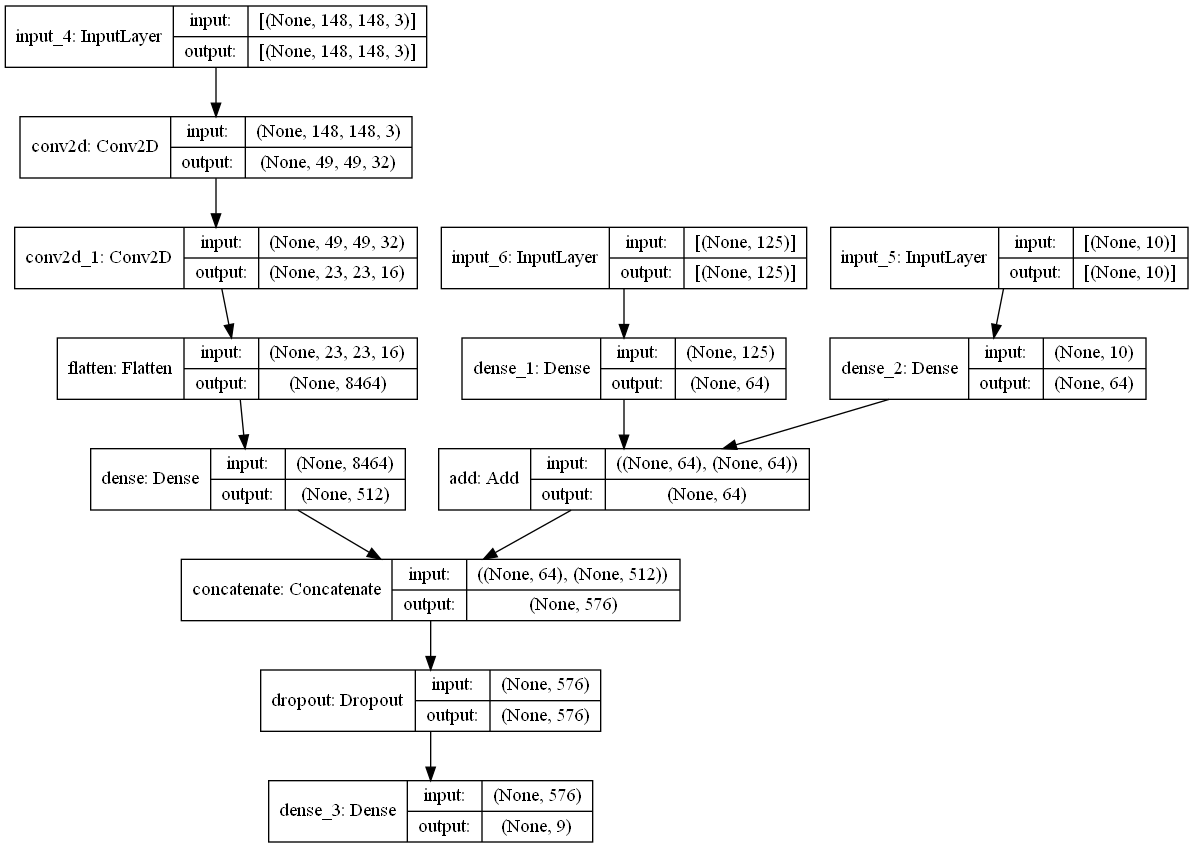 input_4: InputLayer
input:
[(None, 148, 148, 3)]
output:
[(None, 148, 148, 3)]
conv2d: Conv2D
input:
(None, 148, 148, 3)
output:
(None, 49, 49, 32)
conv2d_1: Conv2D
input:
(None, 49, 49, 32)
output:
(None, 23, 23, 16)
input_6: InputLayer
input:
[(None, 125)]
output:
[(None, 125)]
input_5: InputLayer
input:
[(None, 10)]
output:
[(None, 10)]
flatten: Flatten
input:
(None, 23, 23, 16)
output:
(None, 8464)
dense_1: Dense
input:
(None, 125)
output:
(None, 64)
dense_2: Dense
input:
(None, 10)
output:
(None, 64)
dense: Dense
input:
(None, 8464)
output:
(None, 512)
add: Add
input:
((None, 64), (None, 64))
output:
(None, 64)
concatenate: Concatenate
input:
((None, 64), (None, 512))
output:
(None, 576)
dropout: Dropout
input:
(None, 576)
output:
(None, 576)
dense_3: Dense
input:
(None, 576)
output:
(None, 9)